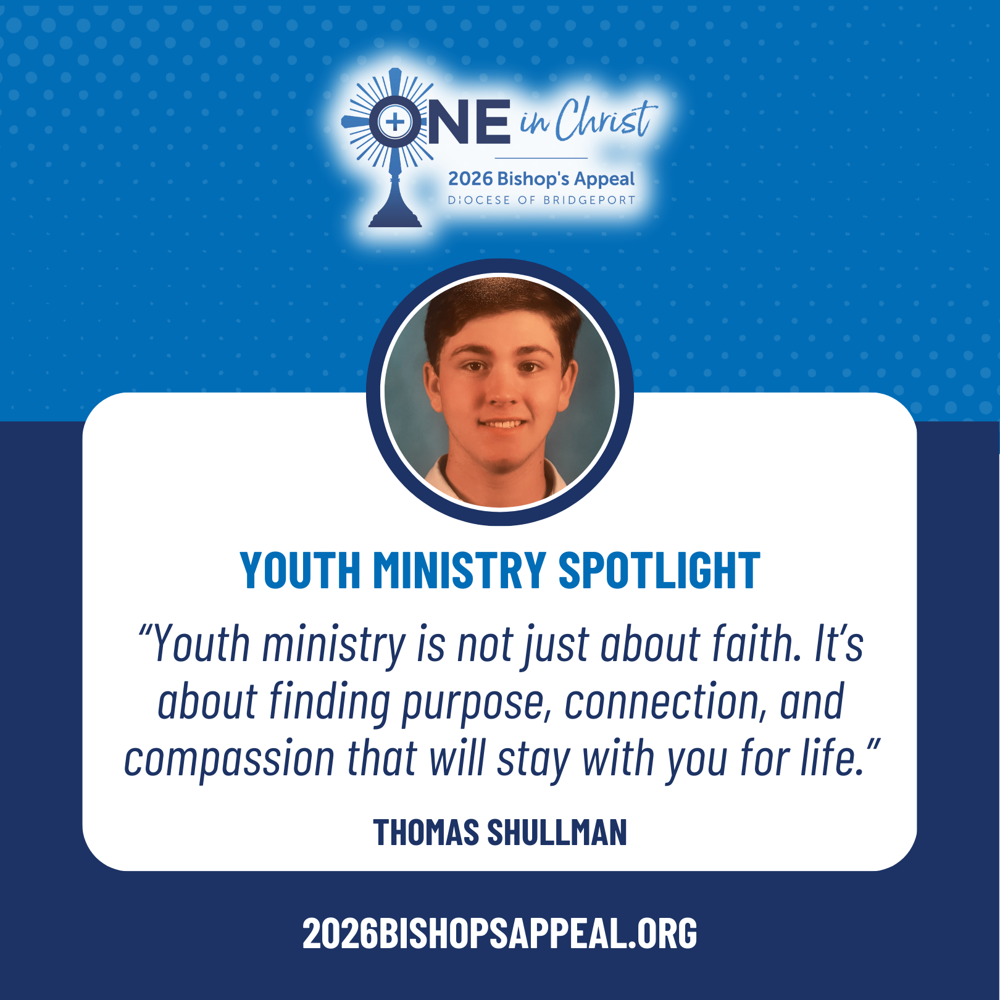 ONE in Christ
2026 Bishop's Appeal
DIOCESE OF BRIDGEPORT
YOUTH MINISTRY SPOTLIGHT
“Youth ministry is not just about faith. It’s
about finding purpose, connection, and
compassion that will stay with you for life.”
THOMAS SHULLMAN
2026BISHOPSAPPEAL.ORG